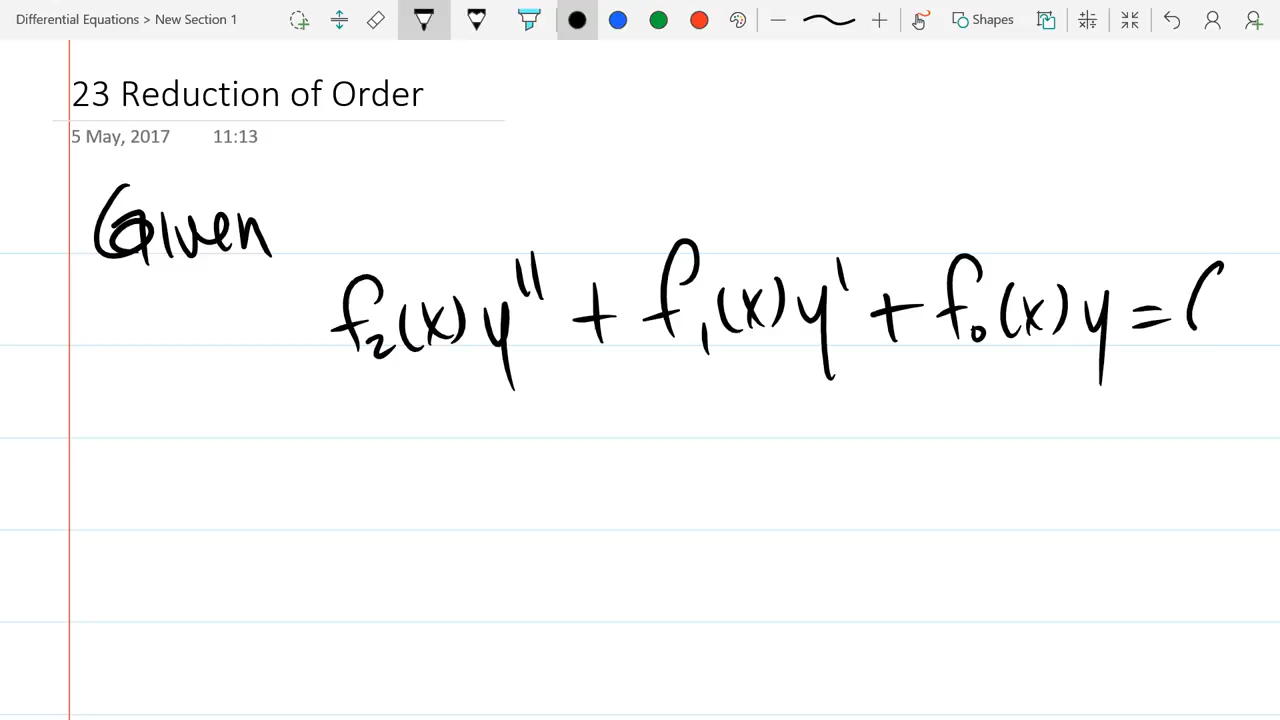 Differential Equations > New Section 1
Shapes
23 Reduction of Order
5 May, 2017 11:13
Given
f₂(x)y'' + f₁(x)y' + f₀(x)y = (